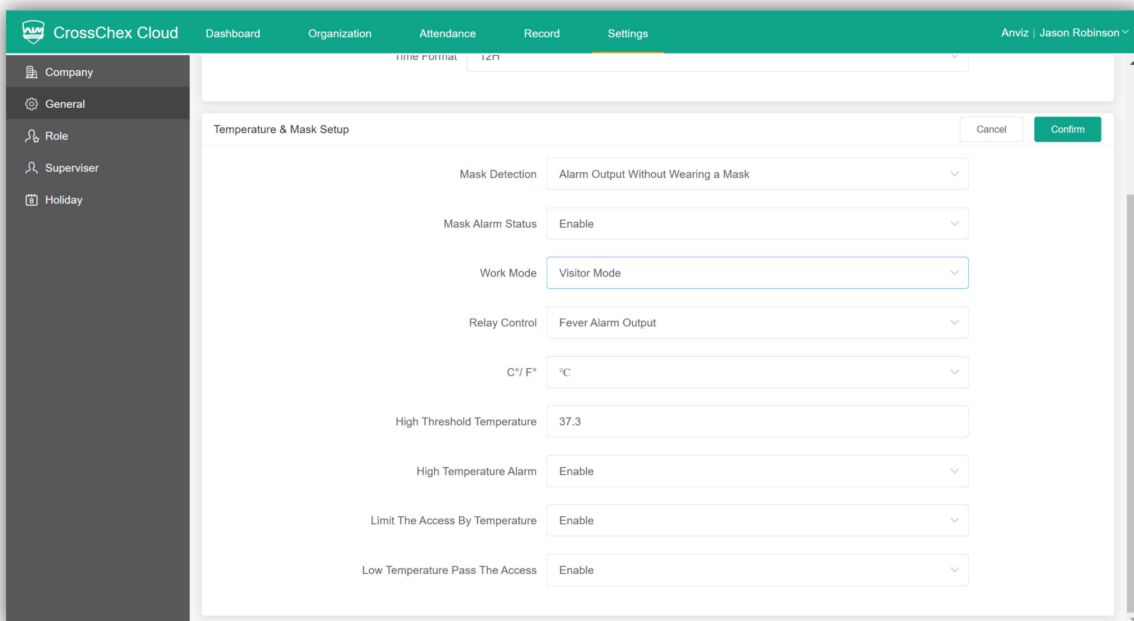 CrossChex Cloud Dashboard Organization Attendance Record Settings Anviz | Jason Robinson
Company
General
Role
Superviser
Holiday
Time Format 12H
Temperature & Mask Setup Cancel Confirm
Mask Detection Alarm Output Without Wearing a Mask
Mask Alarm Status Enable
Work Mode Visitor Mode
Relay Control Fever Alarm Output
C°/ F° °C
High Threshold Temperature 37.3
High Temperature Alarm Enable
Limit The Access By Temperature Enable
Low Temperature Pass The Access Enable